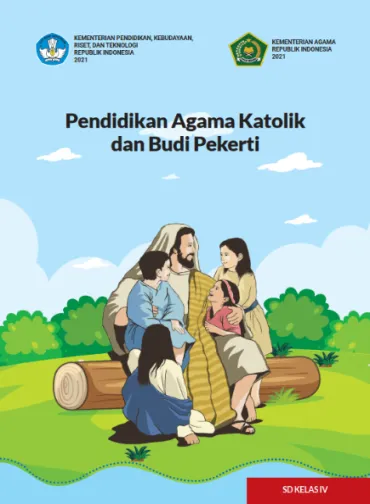 KEMENTERIAN PENDIDIKAN, KEBUDAYAAN,
RISET, DAN TEKNOLOGI
REPUBLIK INDONESIA
2021
KEMENTERIAN AGAMA
REPUBLIK INDONESIA
2021
Pendidikan Agama Katolik
dan Budi Pekerti
SD KELAS IV